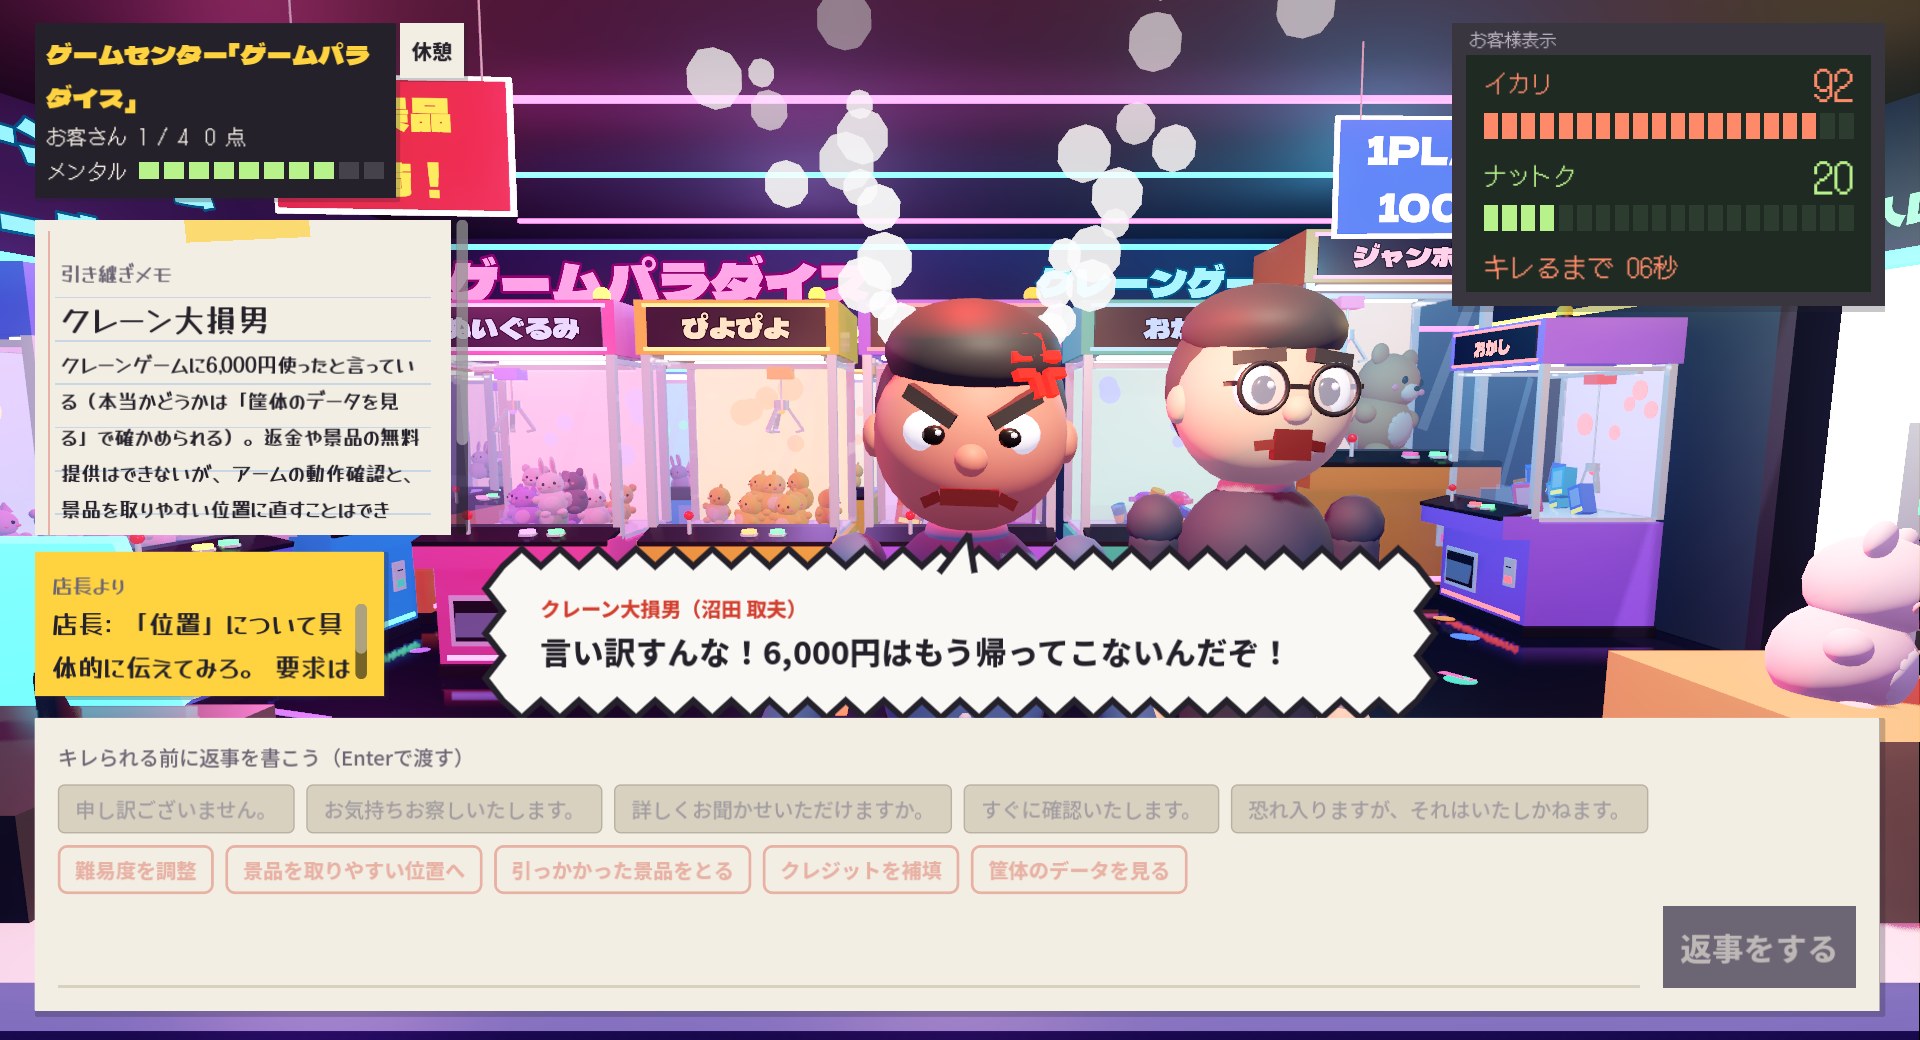 ゲームセンター「ゲームパラ
ダイス」
お客さん 1/4 0点
メンタル
休憩
品
！
1PL
100
お客様表示
イカリ 92
ナットク 20
キレるまで 06秒
引き継ぎメモ
クレーン大損男
クレーンゲームに6,000円使ったと言ってい
る（本当かどうかは「筐体のデータを見
る」で確かめられる）。返金や景品の無料
提供はできないが、アームの動作確認と、
景品を取りやすい位置に直すことはでき
ゲームパラダイス
クレーンゲー
ジャンボ
ぬいぐるみ
ぴよぴよ
おか
おかし
店長より
店長：「位置」について具
体的に伝えてみろ。 要求は
クレーン大損男（沼田 取夫）
言い訳すんな！6,000円はもう帰ってこないんだぞ！
キレられる前に返事を書こう（Enterで渡す）
申し訳ございません。
お気持ちお察しいたします。
詳しくお聞かせいただけますか。
すぐに確認いたします。
恐れ入りますが、それはいたしかねます。
難易度を調整
景品を取りやすい位置へ
引っかかった景品をとる
クレジットを補填
筐体のデータを見る
返事をする